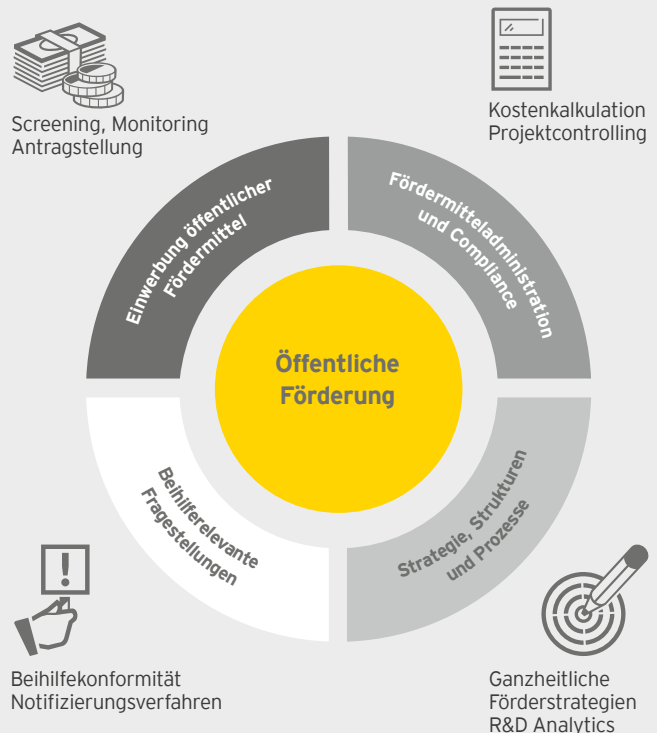 Screening, Monitoring
Antragstellung
Kostenkalkulation
Projektcontrolling
Einwerbung öffentlicher
Fördermittel
Fördermitteladministration
und Compliance
Öffentliche
Förderung
Beihilferelevante
Fragestellungen
Strategie, Strukturen
und Prozesse
!
Beihilfekonformität
Notifizierungsverfahren
Ganzheitliche
Förderstrategien
R&D Analytics